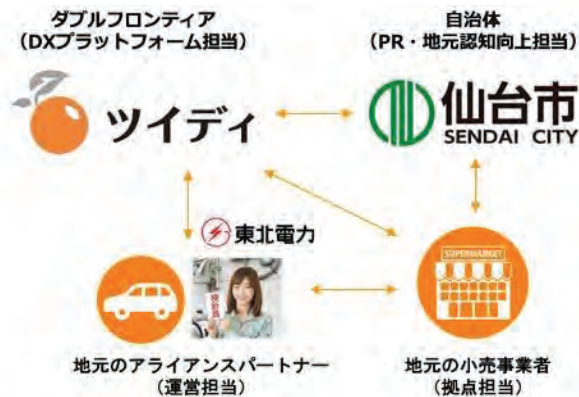 ダブルフロンティア
(DXプラットフォーム担当)
自治体
(PR・地元認知向上担当)
ツイディ
仙台市
SENDAI CITY
東北電力
SUPERMARKET
地元のアライアンスパートナー
(運営担当)
地元の小売事業者
(拠点担当)